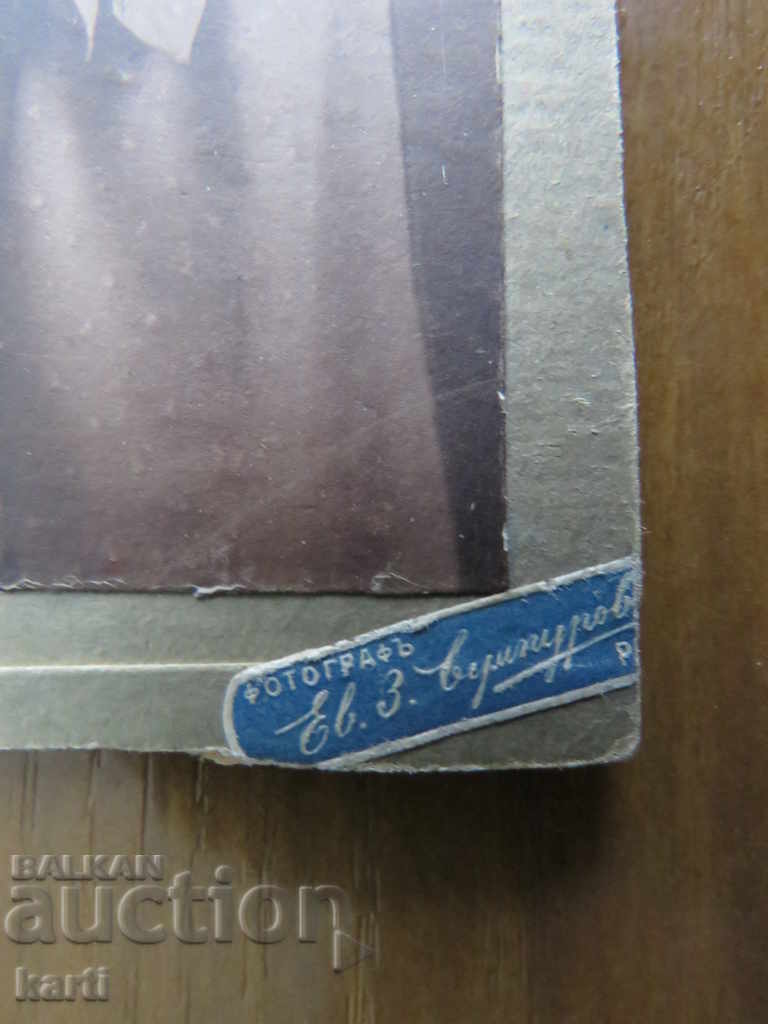 ФОТОГРАФЪ
Ев. З.
Р
BALKAN
auction
karti